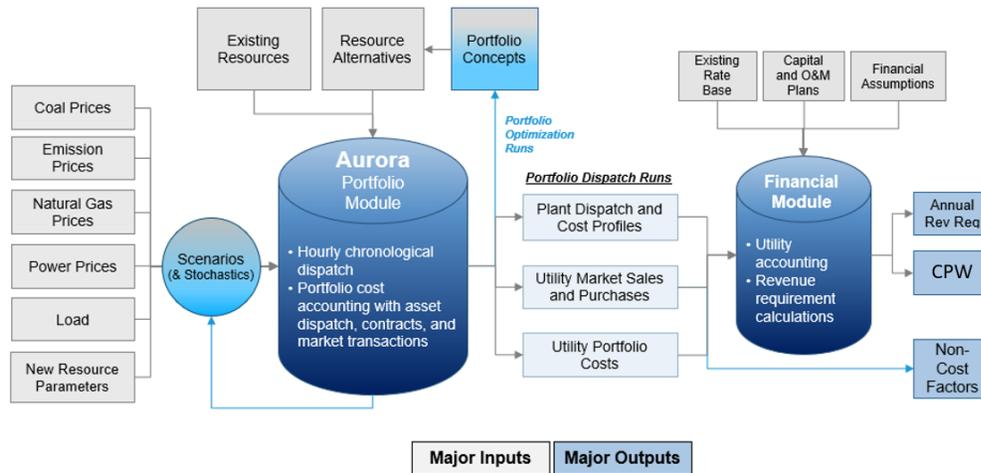 Existing
Resources
Resource
Alternatives
Portfolio
Concepts
Existing
Rate
Base
Capital
and O&M
Plans
Financial
Assumptions
Coal Prices
Emission
Prices
Natural Gas
Prices
Power Prices
Load
New Resource
Parameters
Scenarios
(& Stochastics)
Aurora
Portfolio
Module
• Hourly chronological
dispatch
• Portfolio cost
accounting with asset
dispatch, contracts, and
market transactions
Portfolio
Optimization
Runs
Portfolio Dispatch Runs
Plant Dispatch and
Cost Profiles
Utility Market Sales
and Purchases
Utility Portfolio
Costs
Financial
Module
• Utility
accounting
• Revenue
requirement
calculations
Annual
Rev Req
CPW
Non-
Cost
Factors
Major Inputs
Major Outputs